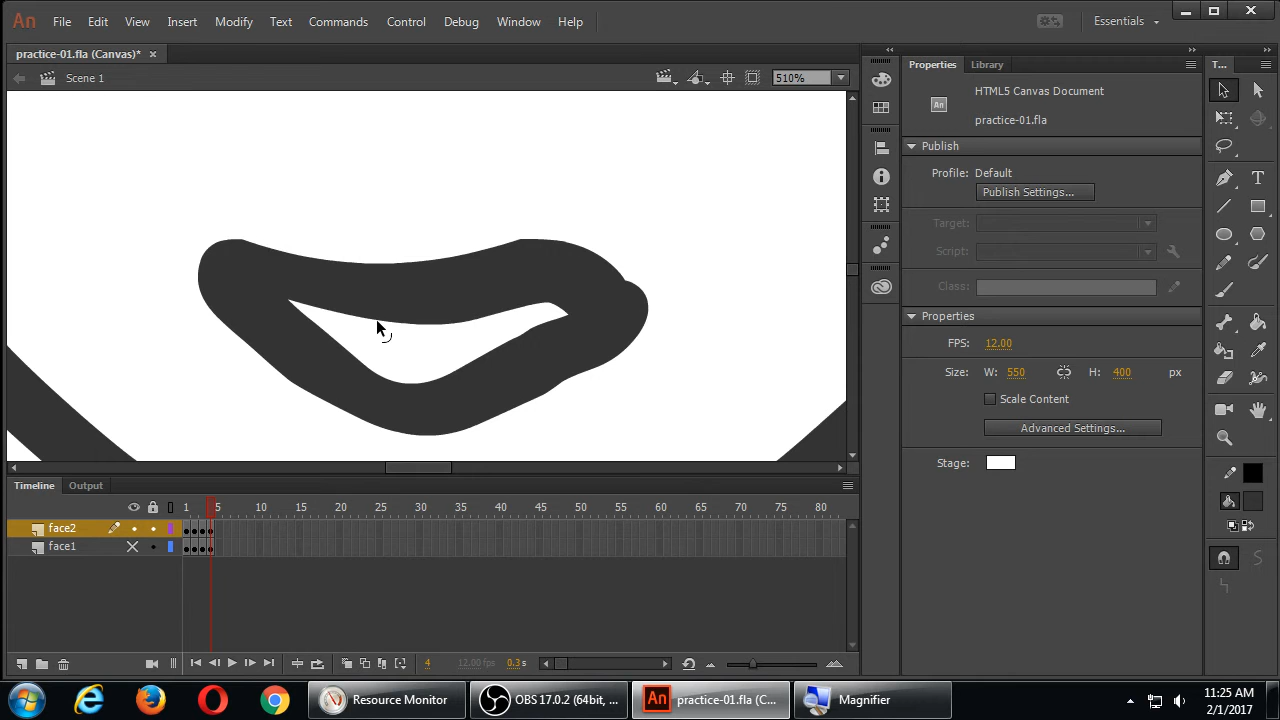 An File Edit View Insert Modify Text Commands Control Debug Window Help Essentials
practice-01.fla (Canvas)* ×
Scene 1 510%
Properties Library T...
HTML5 Canvas Document
An practice-01.fla
Publish
Profile: Default
Publish Settings...
Target:
Script:
Class:
Properties
FPS: 12.00
Size: W: 550 H: 400 px
Scale Content
Advanced Settings...
Stage:
Timeline Output
1 5 10 15 20 25 30 35 40 45 50 55 60 65 70 75 80
face2
face1
4 12.00 fps 0.3 s
Resource Monitor OBS 17.0.2 (64bit, ... An practice-01.fla (C... Magnifier
11:25 AM
2/1/2017